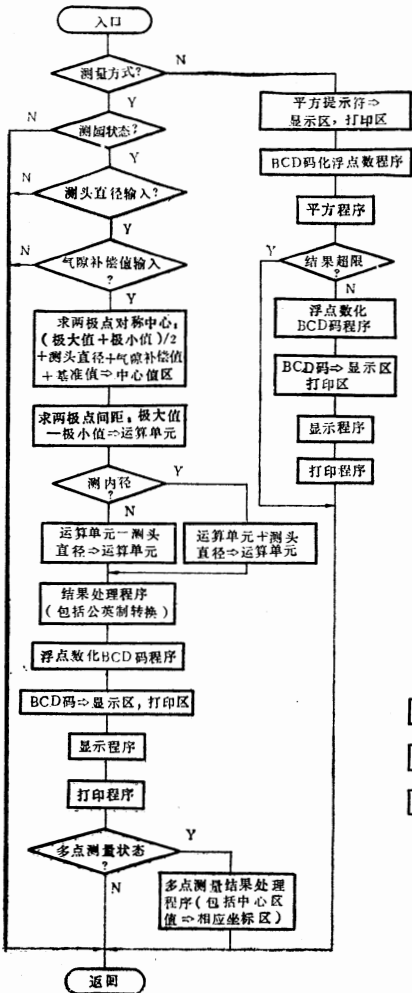 入口
测量方式?
N
Y
测园状态?
N
Y
测头直径输入?
N
Y
气隙补偿值输入
?
N
Y
求两极点对称中心:
(极大值+极小值)/2
+测头直径+气隙补偿值
+基准值⇒中心值区
求两极点间距:极大值
—极小值⇒运算单元
测内径
?
Y
N
运算单元—测头
直径⇒运算单元
运算单元+测头
直径⇒运算单元
结果处理程序
(包括公英制转换)
浮点数化BCD码程序
BCD码⇒显示区,打印区
显示程序
打印程序
多点测量状态
?
Y
N
多点测量结果处理
程序(包括中心区
值⇒相应坐标区)
返回
平方提示符⇒
显示区,打印区
BCD码化浮点数程序
平方程序
结果超限
?
Y
N
浮点数化
BCD码程序
BCD码⇒显示区
打印区
显示程序
打印程序